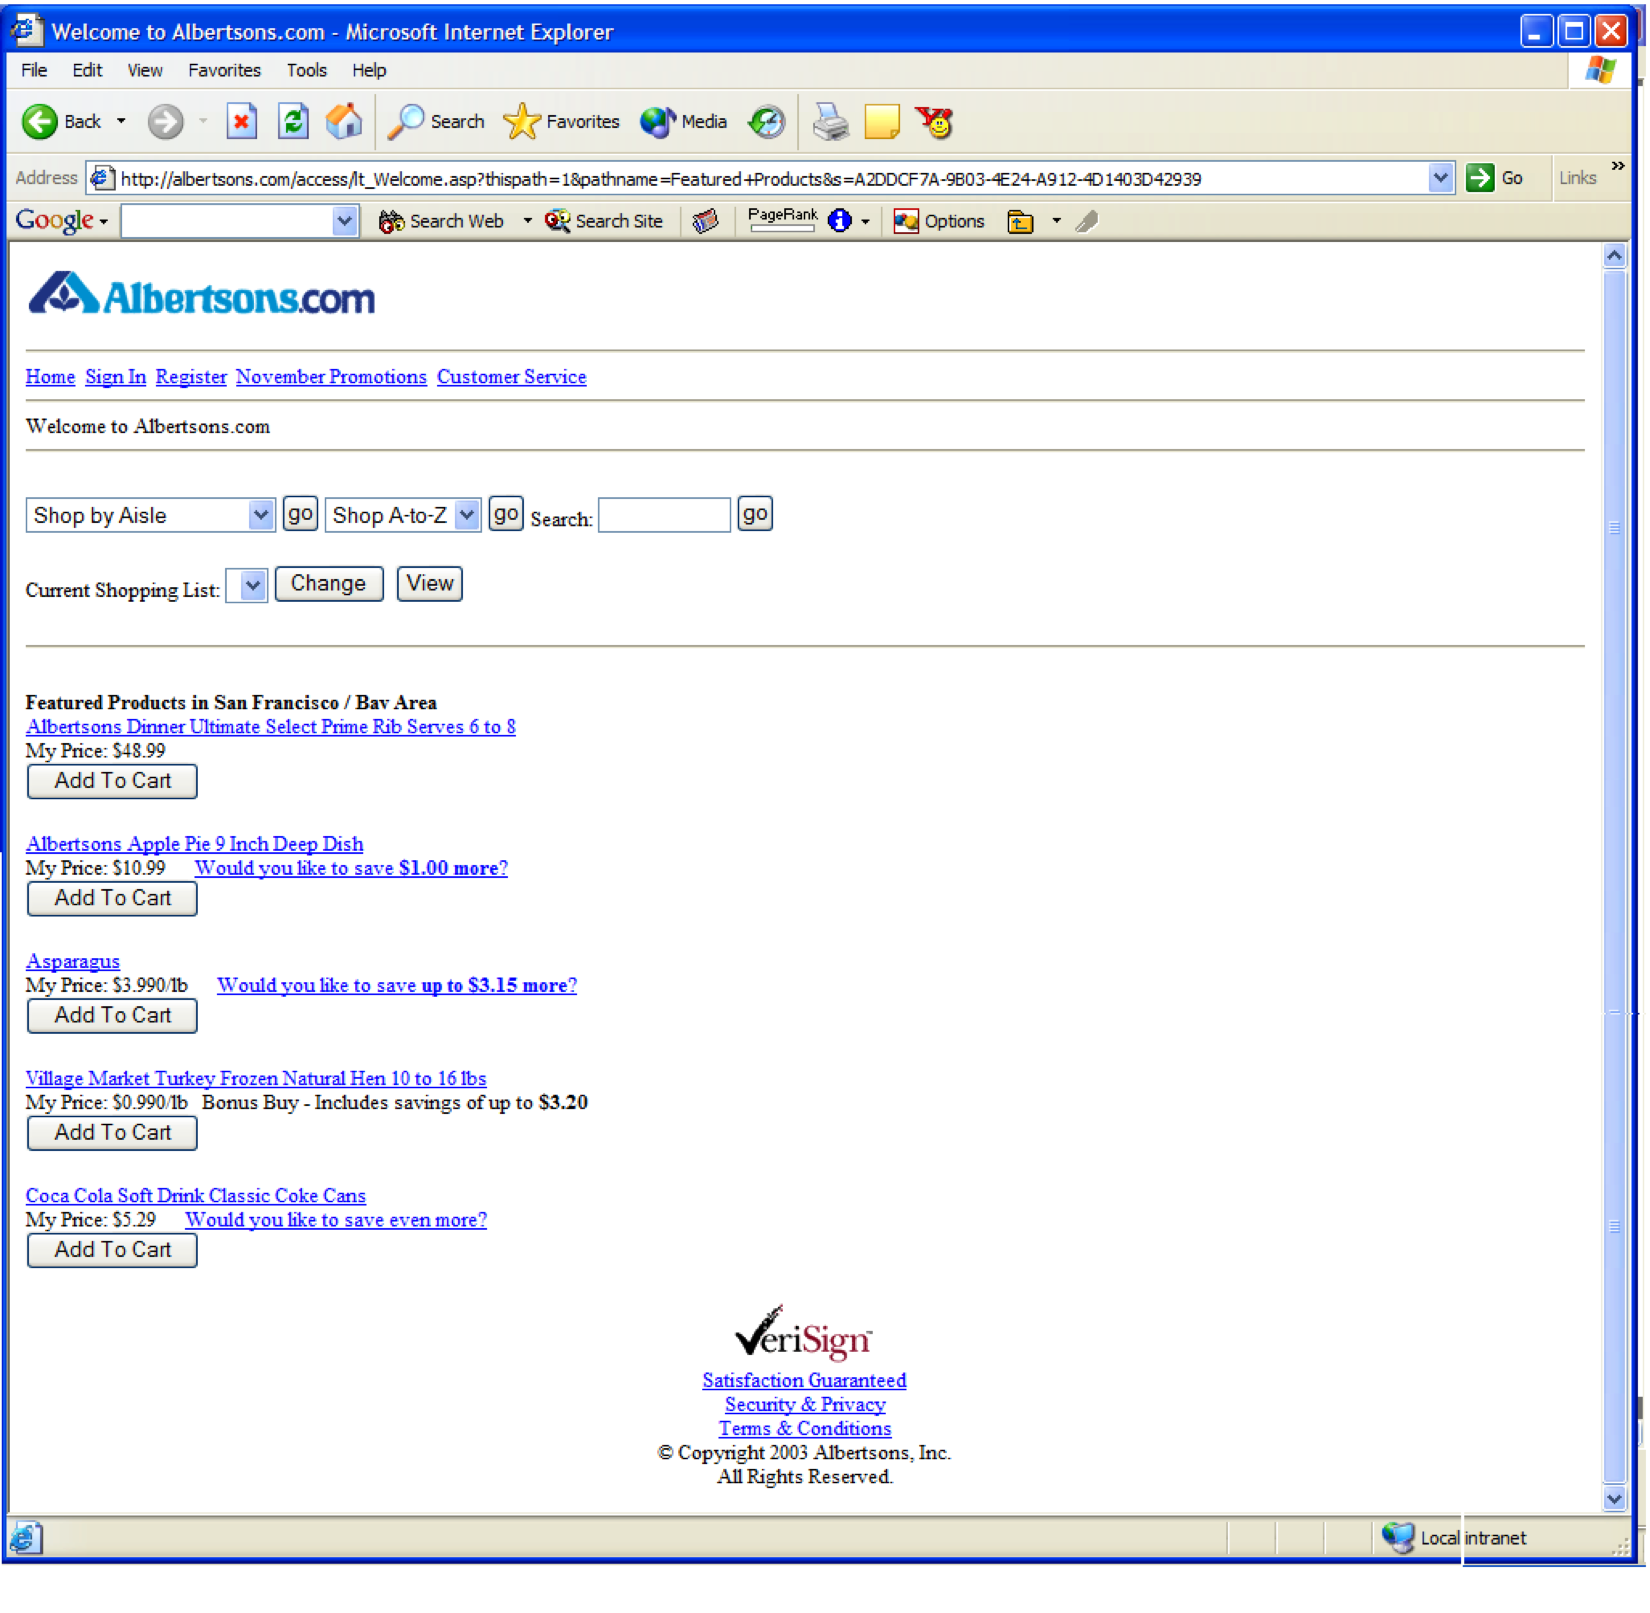 Welcome to Albertsons.com - Microsoft Internet Explorer
File Edit View Favorites Tools Help
Back Search Favorites Media
Address http://albertsons.com/access/lt_Welcome.asp?thispath=1&pathname=Featured+Products&s=A2DDCF7A-9B03-4E24-A912-4D1403D42939 Go Links »
Google Search Web Search Site PageRank Options
Albertsons.com
Home Sign In Register November Promotions Customer Service
Welcome to Albertsons.com
Shop by Aisle go Shop A-to-Z go Search: go
Current Shopping List: Change View
Featured Products in San Francisco / Bay Area
Albertsons Dinner Ultimate Select Prime Rib Serves 6 to 8
My Price: $48.99
Add To Cart
Albertsons Apple Pie 9 Inch Deep Dish
My Price: $10.99 Would you like to save $1.00 more?
Add To Cart
Asparagus
My Price: $3.990/lb Would you like to save up to $3.15 more?
Add To Cart
Village Market Turkey Frozen Natural Hen 10 to 16 lbs
My Price: $0.990/lb Bonus Buy - Includes savings of up to $3.20
Add To Cart
Coca Cola Soft Drink Classic Coke Cans
My Price: $5.29 Would you like to save even more?
Add To Cart
VeriSign™
Satisfaction Guaranteed
Security & Privacy
Terms & Conditions
© Copyright 2003 Albertsons, Inc.
All Rights Reserved.
Local intranet